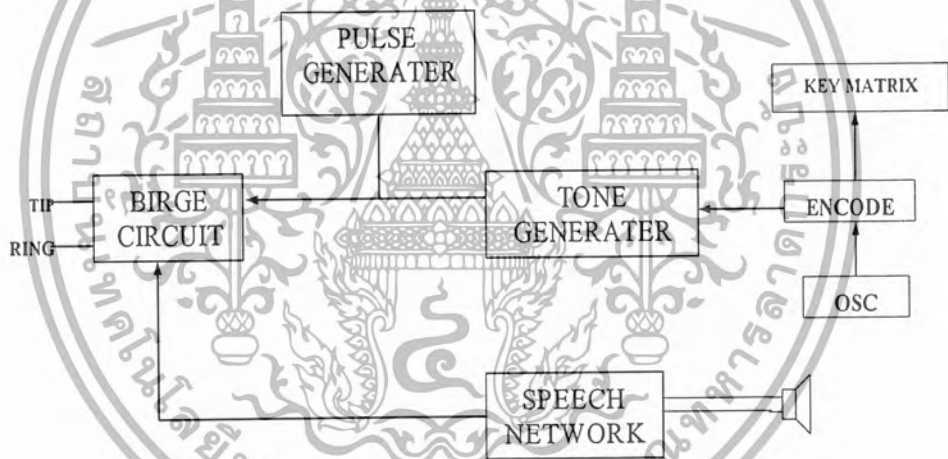 PULSE
GENERATER
KEY MATRIX
TIP
RING
BIRGE
CIRCUIT
TONE
GENERATER
ENCODE
OSC
SPEECH
NETWORK